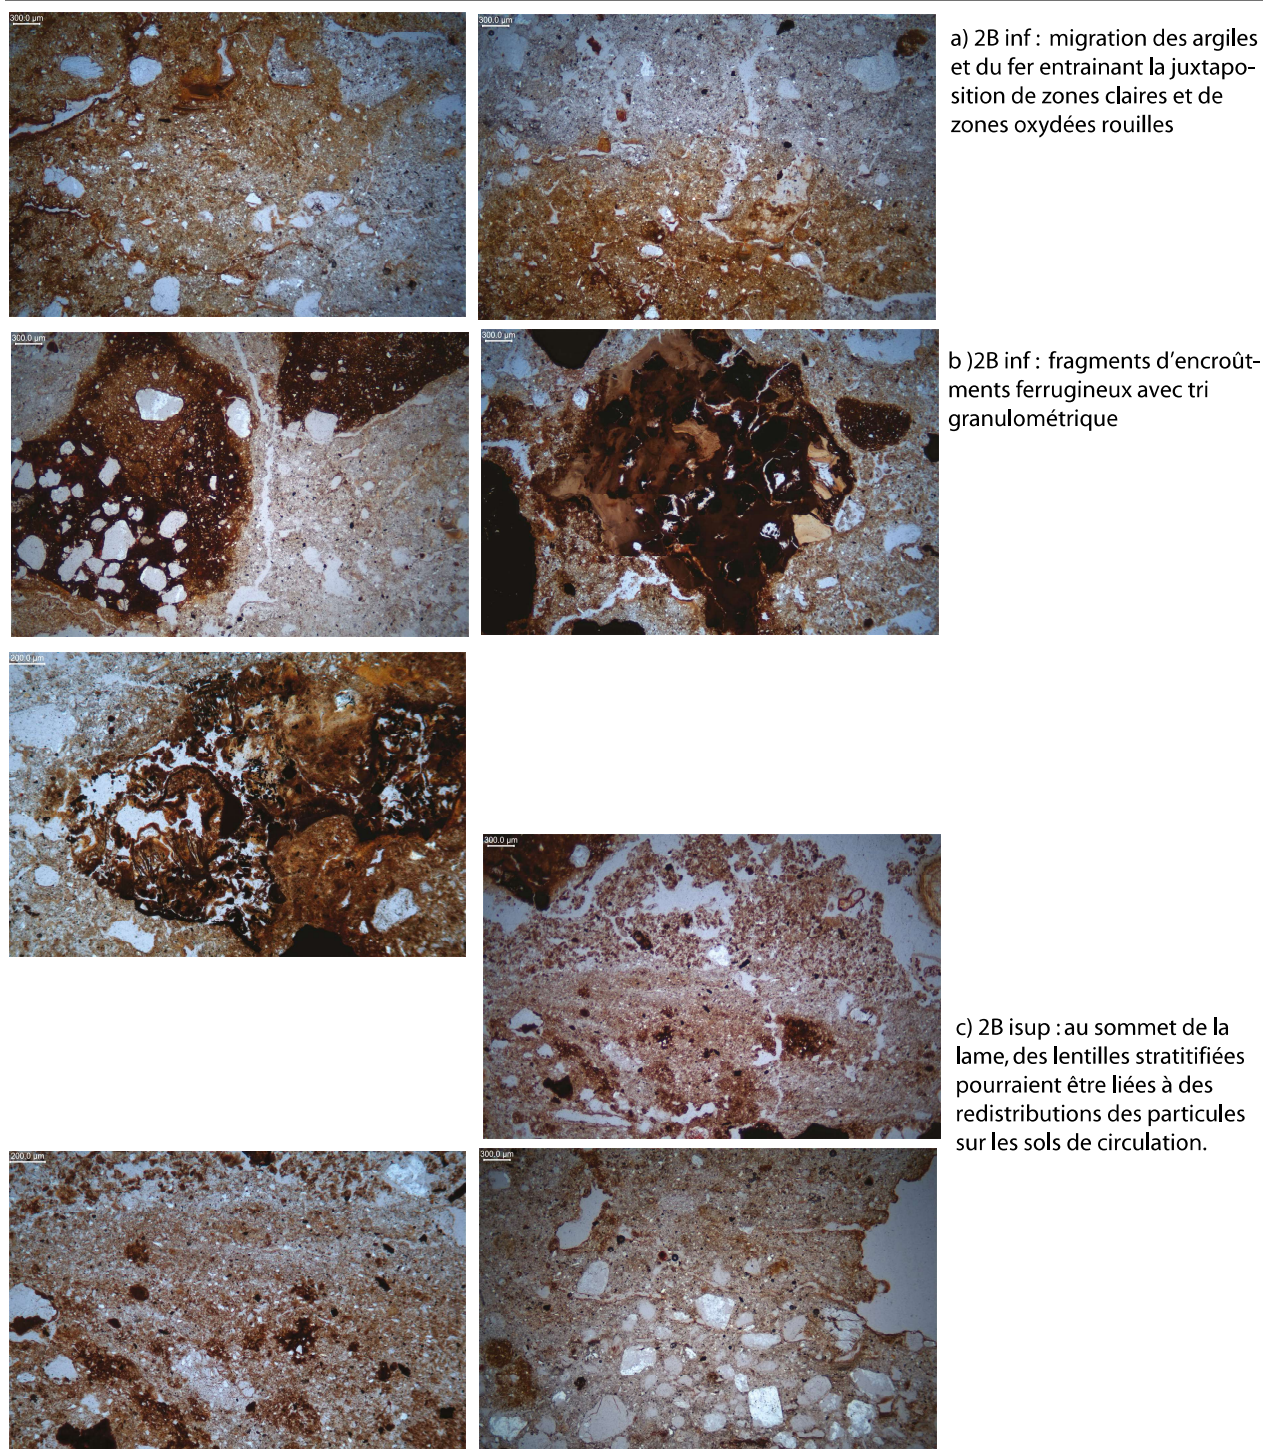 300.0 µm
300.0 µm
a) 2B inf : migration des argiles
et du fer entrainant la juxtapo-
sition de zones claires et de
zones oxydées rouilles
300.0 µm
300.0 µm
b )2B inf : fragments d'encroût-
ments ferrugineux avec tri
granulométrique
200.0 µm
300.0 µm
c) 2B isup : au sommet de la
lame, des lentilles stratitifiées
pourraient être liées à des
redistributions des particules
sur les sols de circulation.
200.0 µm
300.0 µm